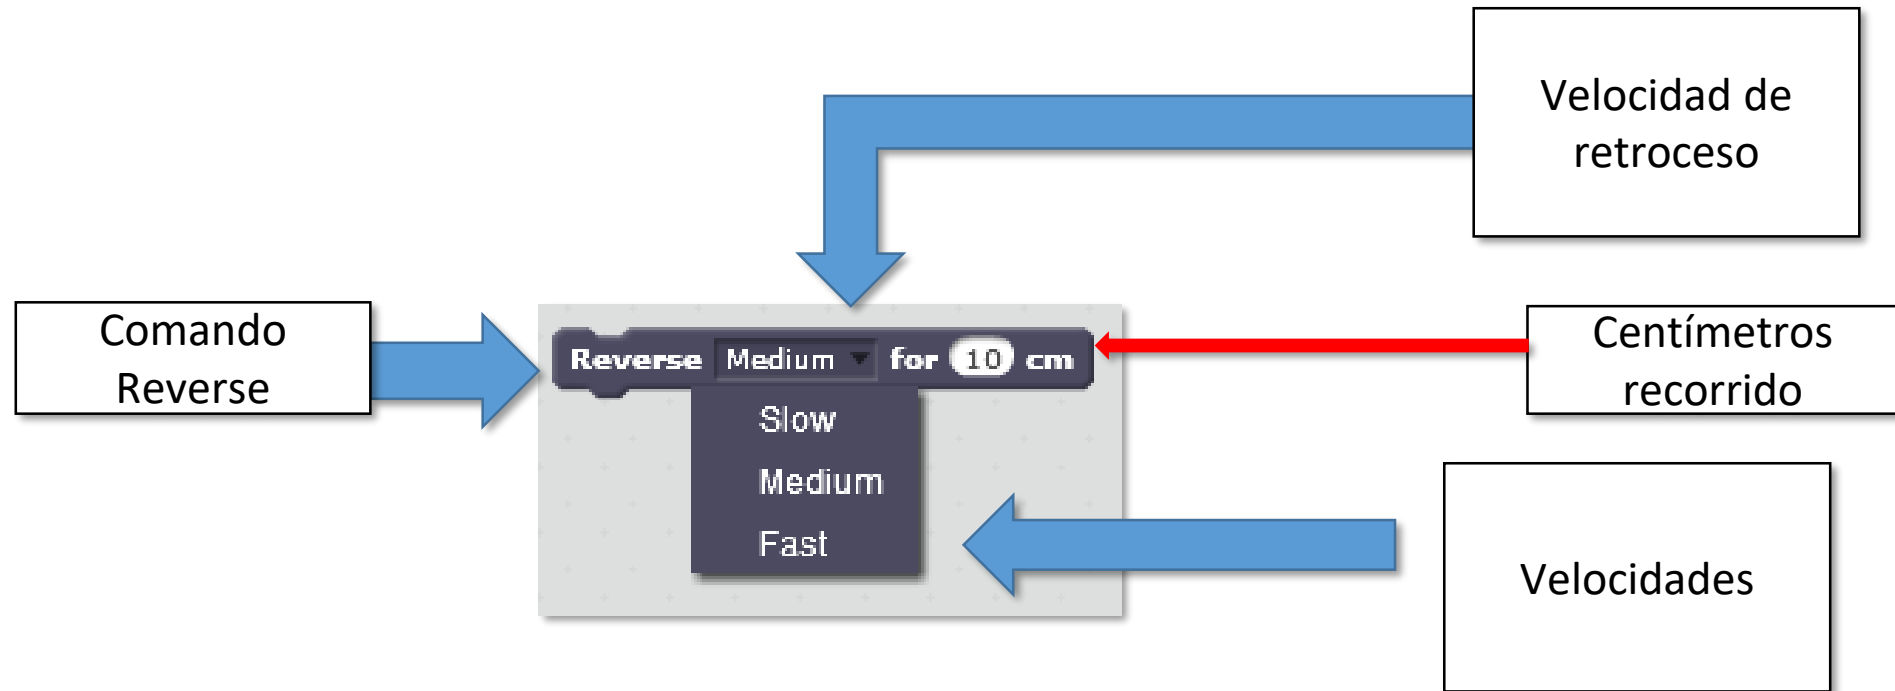 Velocidad de
retroceso
Comando
Reverse
Reverse Medium for 10 cm
Centímetros
recorrido
Slow
Medium
Fast
Velocidades